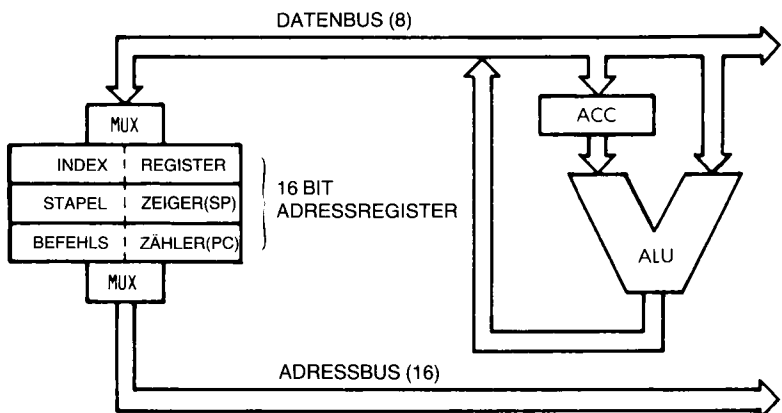 DATENBUS (8)
MUX
ACC
INDEX REGISTER
STAPEL ZEIGER(SP)
BEFEHLS ZÄHLER(PC)
16 BIT
ADRESSREGISTER
ALU
MUX
ADRESSBUS (16)